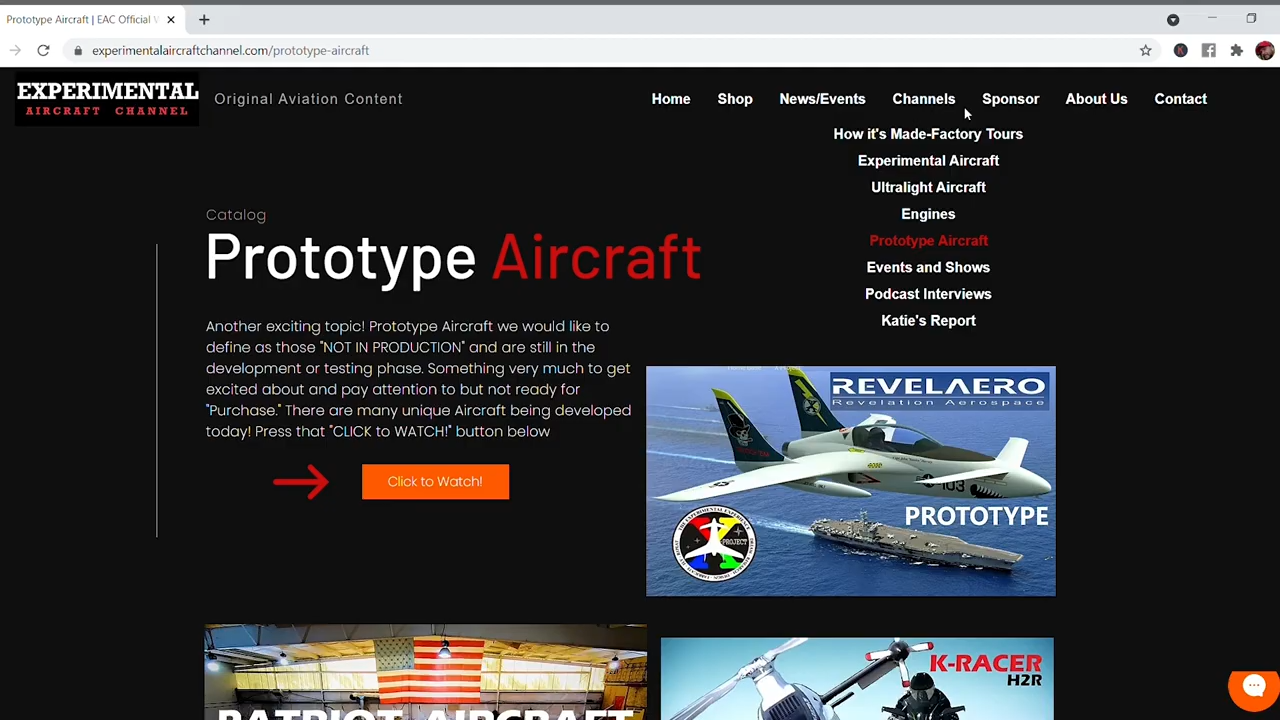 Prototype Aircraft | EAC Official
experimentalaircraftchannel.com/prototype-aircraft
EXPERIMENTAL
AIRCRAFT CHANNEL
Original Aviation Content
Home
Shop
News/Events
Channels
Sponsor
About Us
Contact
How it's Made-Factory Tours
Experimental Aircraft
Ultralight Aircraft
Engines
Prototype Aircraft
Events and Shows
Podcast Interviews
Katie's Report
Catalog
Prototype Aircraft
Another exciting topic! Prototype Aircraft we would like to
define as those "NOT IN PRODUCTION" and are still in the
development or testing phase. Something very much to get
excited about and pay attention to but not ready for
"Purchase." There are many unique Aircraft being developed
today! Press that "CLICK to WATCH!" button below
Click to Watch!
REVELAERO
Revelation Aerospace
103
PROTOTYPE
PROJECT
PATRIOT AIRCRAFT
K-RACER
H2R